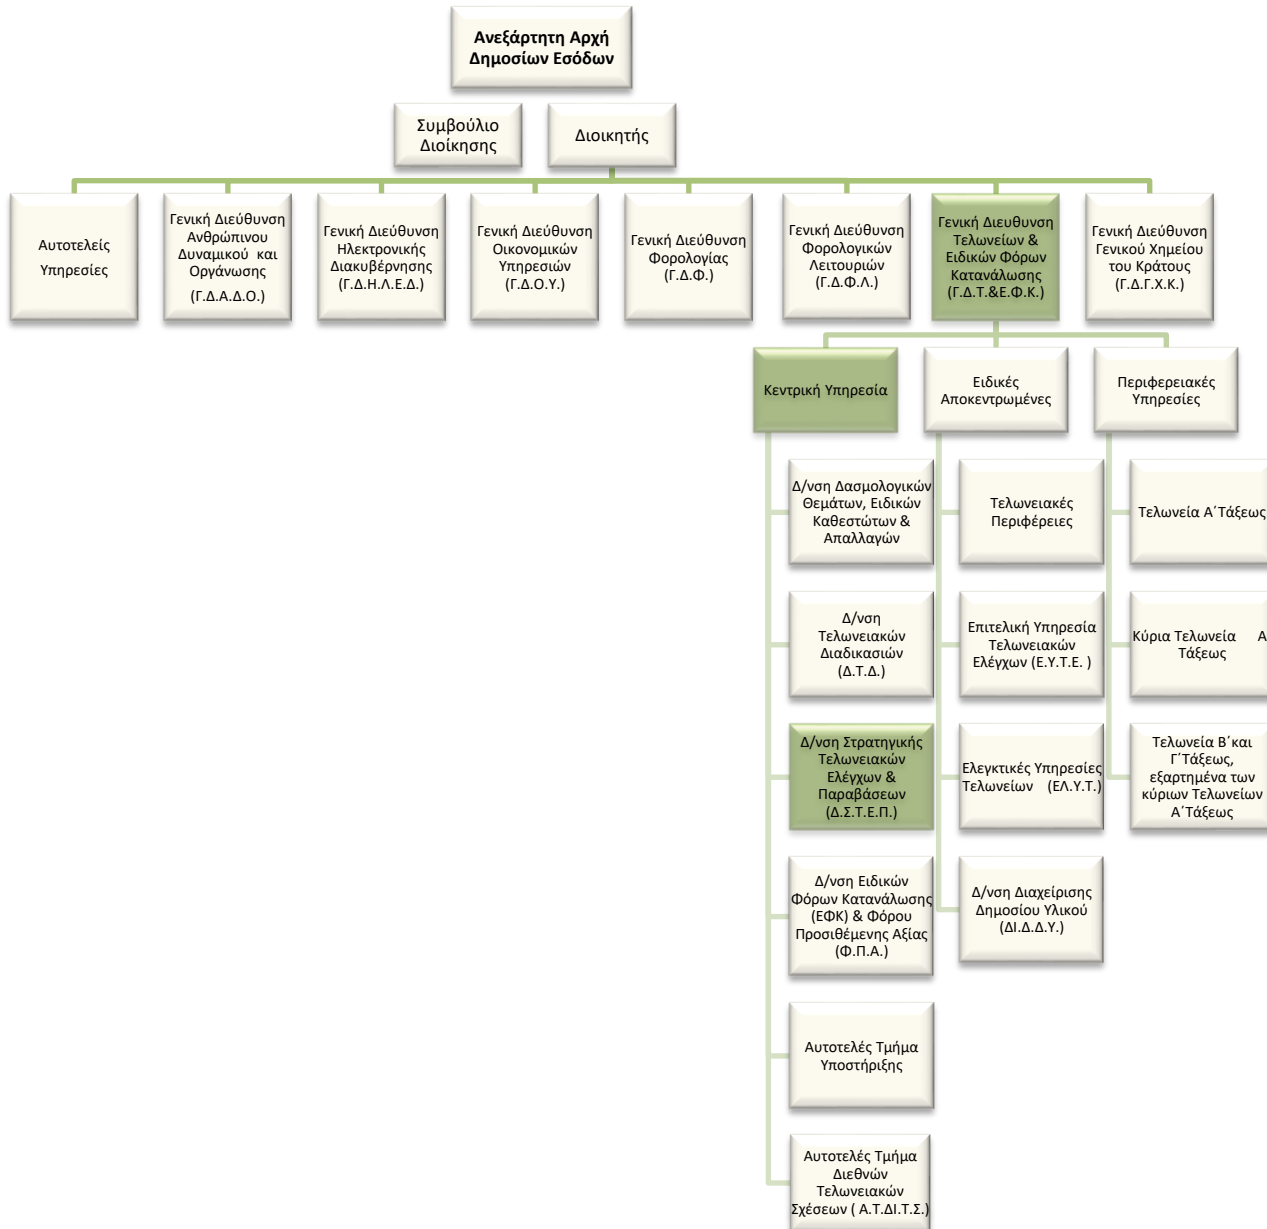 Ανεξάρτητη Αρχή
Δημοσίων Εσόδων
Συμβούλιο
Διοίκησης
Διοικητής
Αυτοτελείς
Υπηρεσίες
Γενική Διεύθυνση
Ανθρώπινου
Δυναμικού και
Οργάνωσης
(Γ.Δ.Α.Δ.Ο.)
Γενική Διεύθυνση
Ηλεκτρονικής
Διακυβέρνησης
(Γ.Δ.Η.Λ.Ε.Δ.)
Γενική Διεύθυνση
Οικονομικών
Υπηρεσιών
(Γ.Δ.Ο.Υ.)
Γενική Διεύθυνση
Φορολογίας
(Γ.Δ.Φ.)
Γενική Διεύθυνση
Φορολογικών
Λειτουριών
(Γ.Δ.Φ.Λ.)
Γενική Διευθυνση
Τελωνείων &
Ειδικών Φόρων
Κατανάλωσης
(Γ.Δ.Τ.&Ε.Φ.Κ.)
Γενική Διεύθυνση
Γενικού Χημείου
του Κράτους
(Γ.Δ.Γ.Χ.Κ.)
Κεντρική Υπηρεσία
Ειδικές
Αποκεντρωμένες
Περιφερειακές
Υπηρεσίες
Δ/νση Δασμολογικών
Θεμάτων, Ειδικών
Καθεστώτων &
Απαλλαγών
Δ/νση
Τελωνειακών
Διαδικασιών
(Δ.Τ.Δ.)
Δ/νση Στρατηγικής
Τελωνειακών
Ελέγχων &
Παραβάσεων
(Δ.Σ.Τ.Ε.Π.)
Δ/νση Ειδικών
Φόρων Κατανάλωσης
(ΕΦΚ) & Φόρου
Προσιθέμενης Αξίας
(Φ.Π.Α.)
Αυτοτελές Τμήμα
Υποστήριξης
Αυτοτελές Τμήμα
Διεθνών
Τελωνειακών
Σχέσεων ( Α.Τ.ΔΙ.Τ.Σ.)
Τελωνειακές
Περιφέρειες
Επιτελική Υπηρεσία
Τελωνειακών
Ελέγχων (Ε.Υ.Τ.Ε. )
Ελεγκτικές Υπηρεσίες
Τελωνείων (ΕΛ.Υ.Τ.)
Δ/νση Διαχείρισης
Δημοσίου Υλικού
(ΔΙ.Δ.Δ.Υ.)
Τελωνεία Α΄Τάξεως
Κύρια Τελωνεία Α
Τάξεως
Τελωνεία Β΄και
Γ΄Τάξεως,
εξαρτημένα των
κύριων Τελωνείων
Α΄Τάξεως